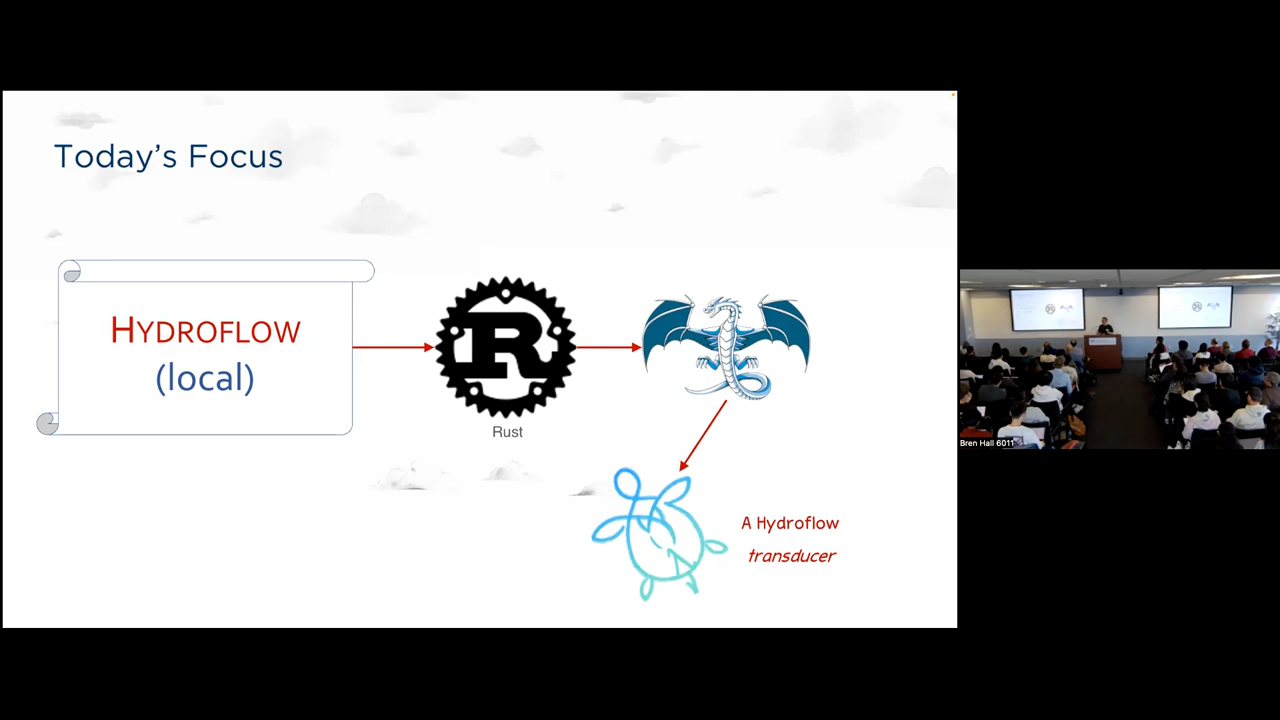 Today's Focus
HYDROFLOW
(local)
R
Rust
A Hydroflow
transducer
Bren Hall 6011